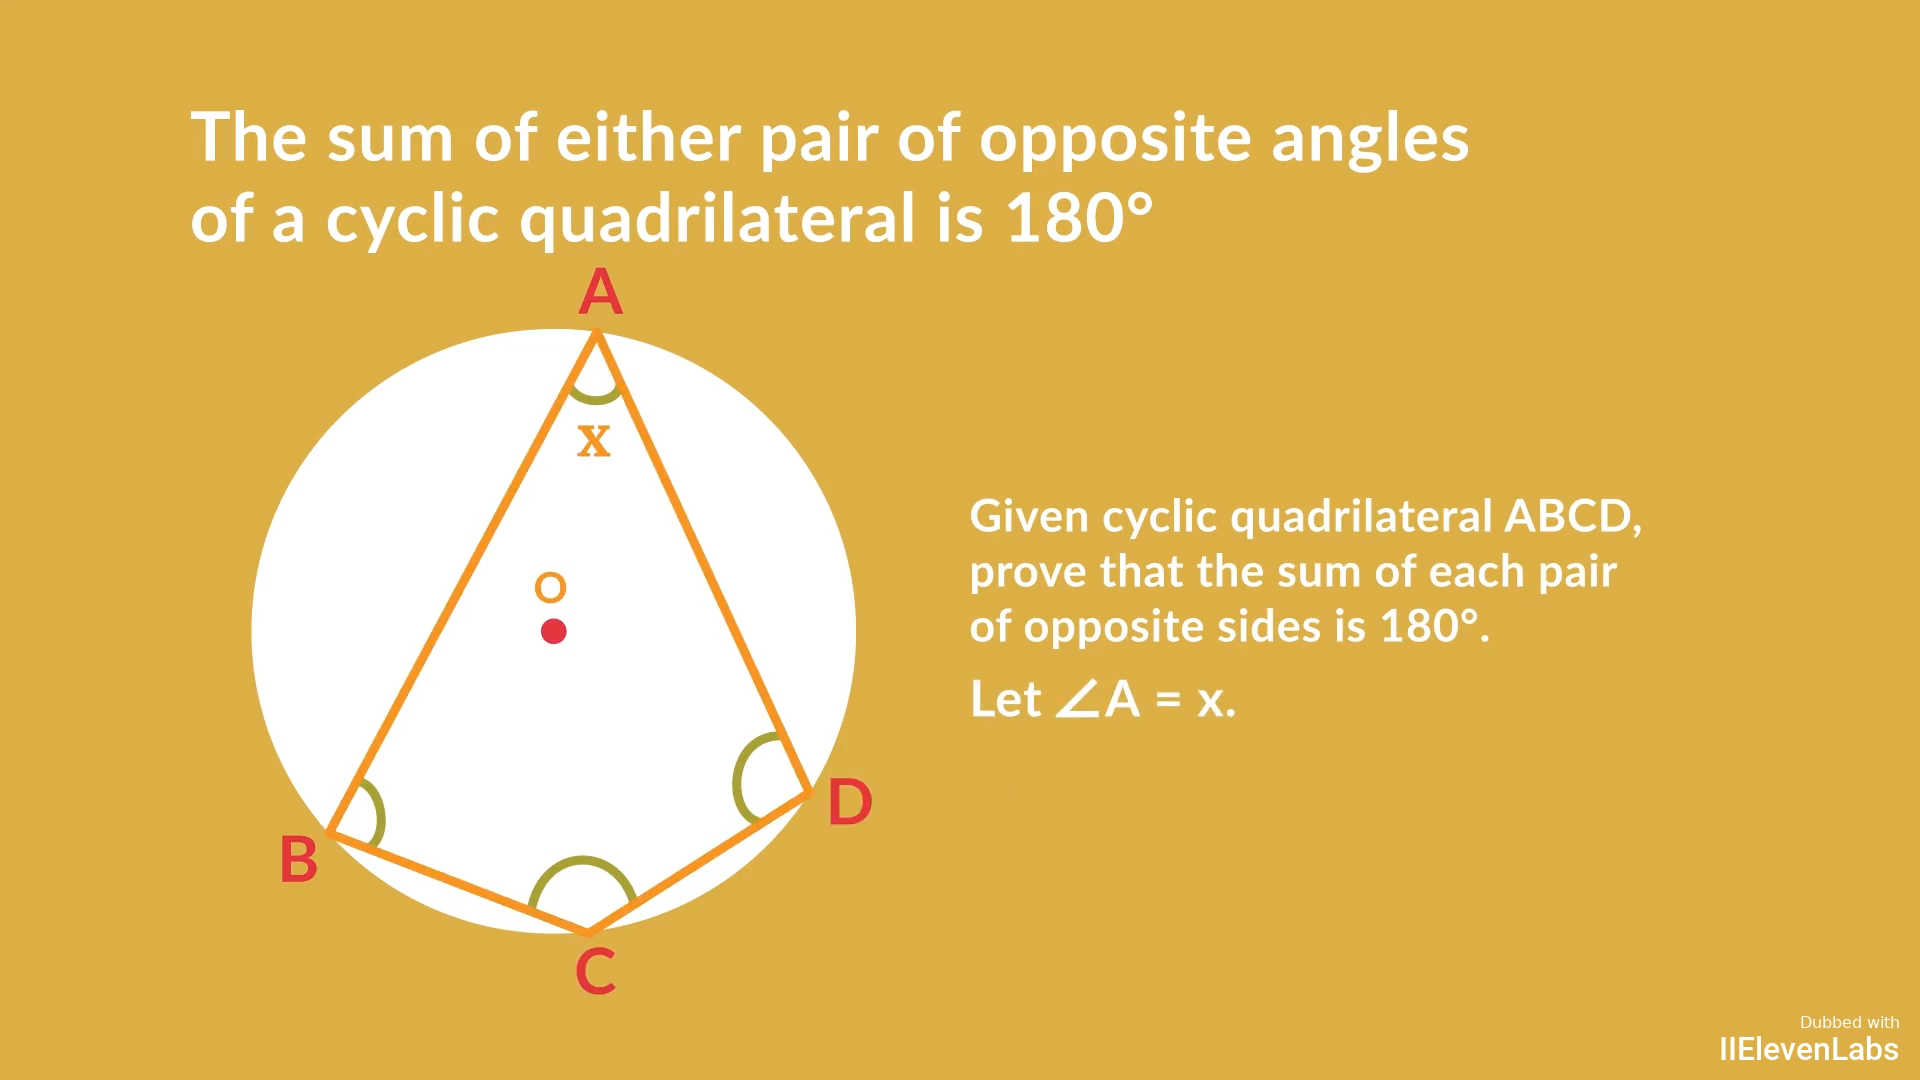 The sum of either pair of opposite angles
of a cyclic quadrilateral is 180°
A
x
O
Given cyclic quadrilateral ABCD,
prove that the sum of each pair
of opposite sides is 180°.
Let ∠A = x.
D
B
C
Dubbed with
IIElevenLabs